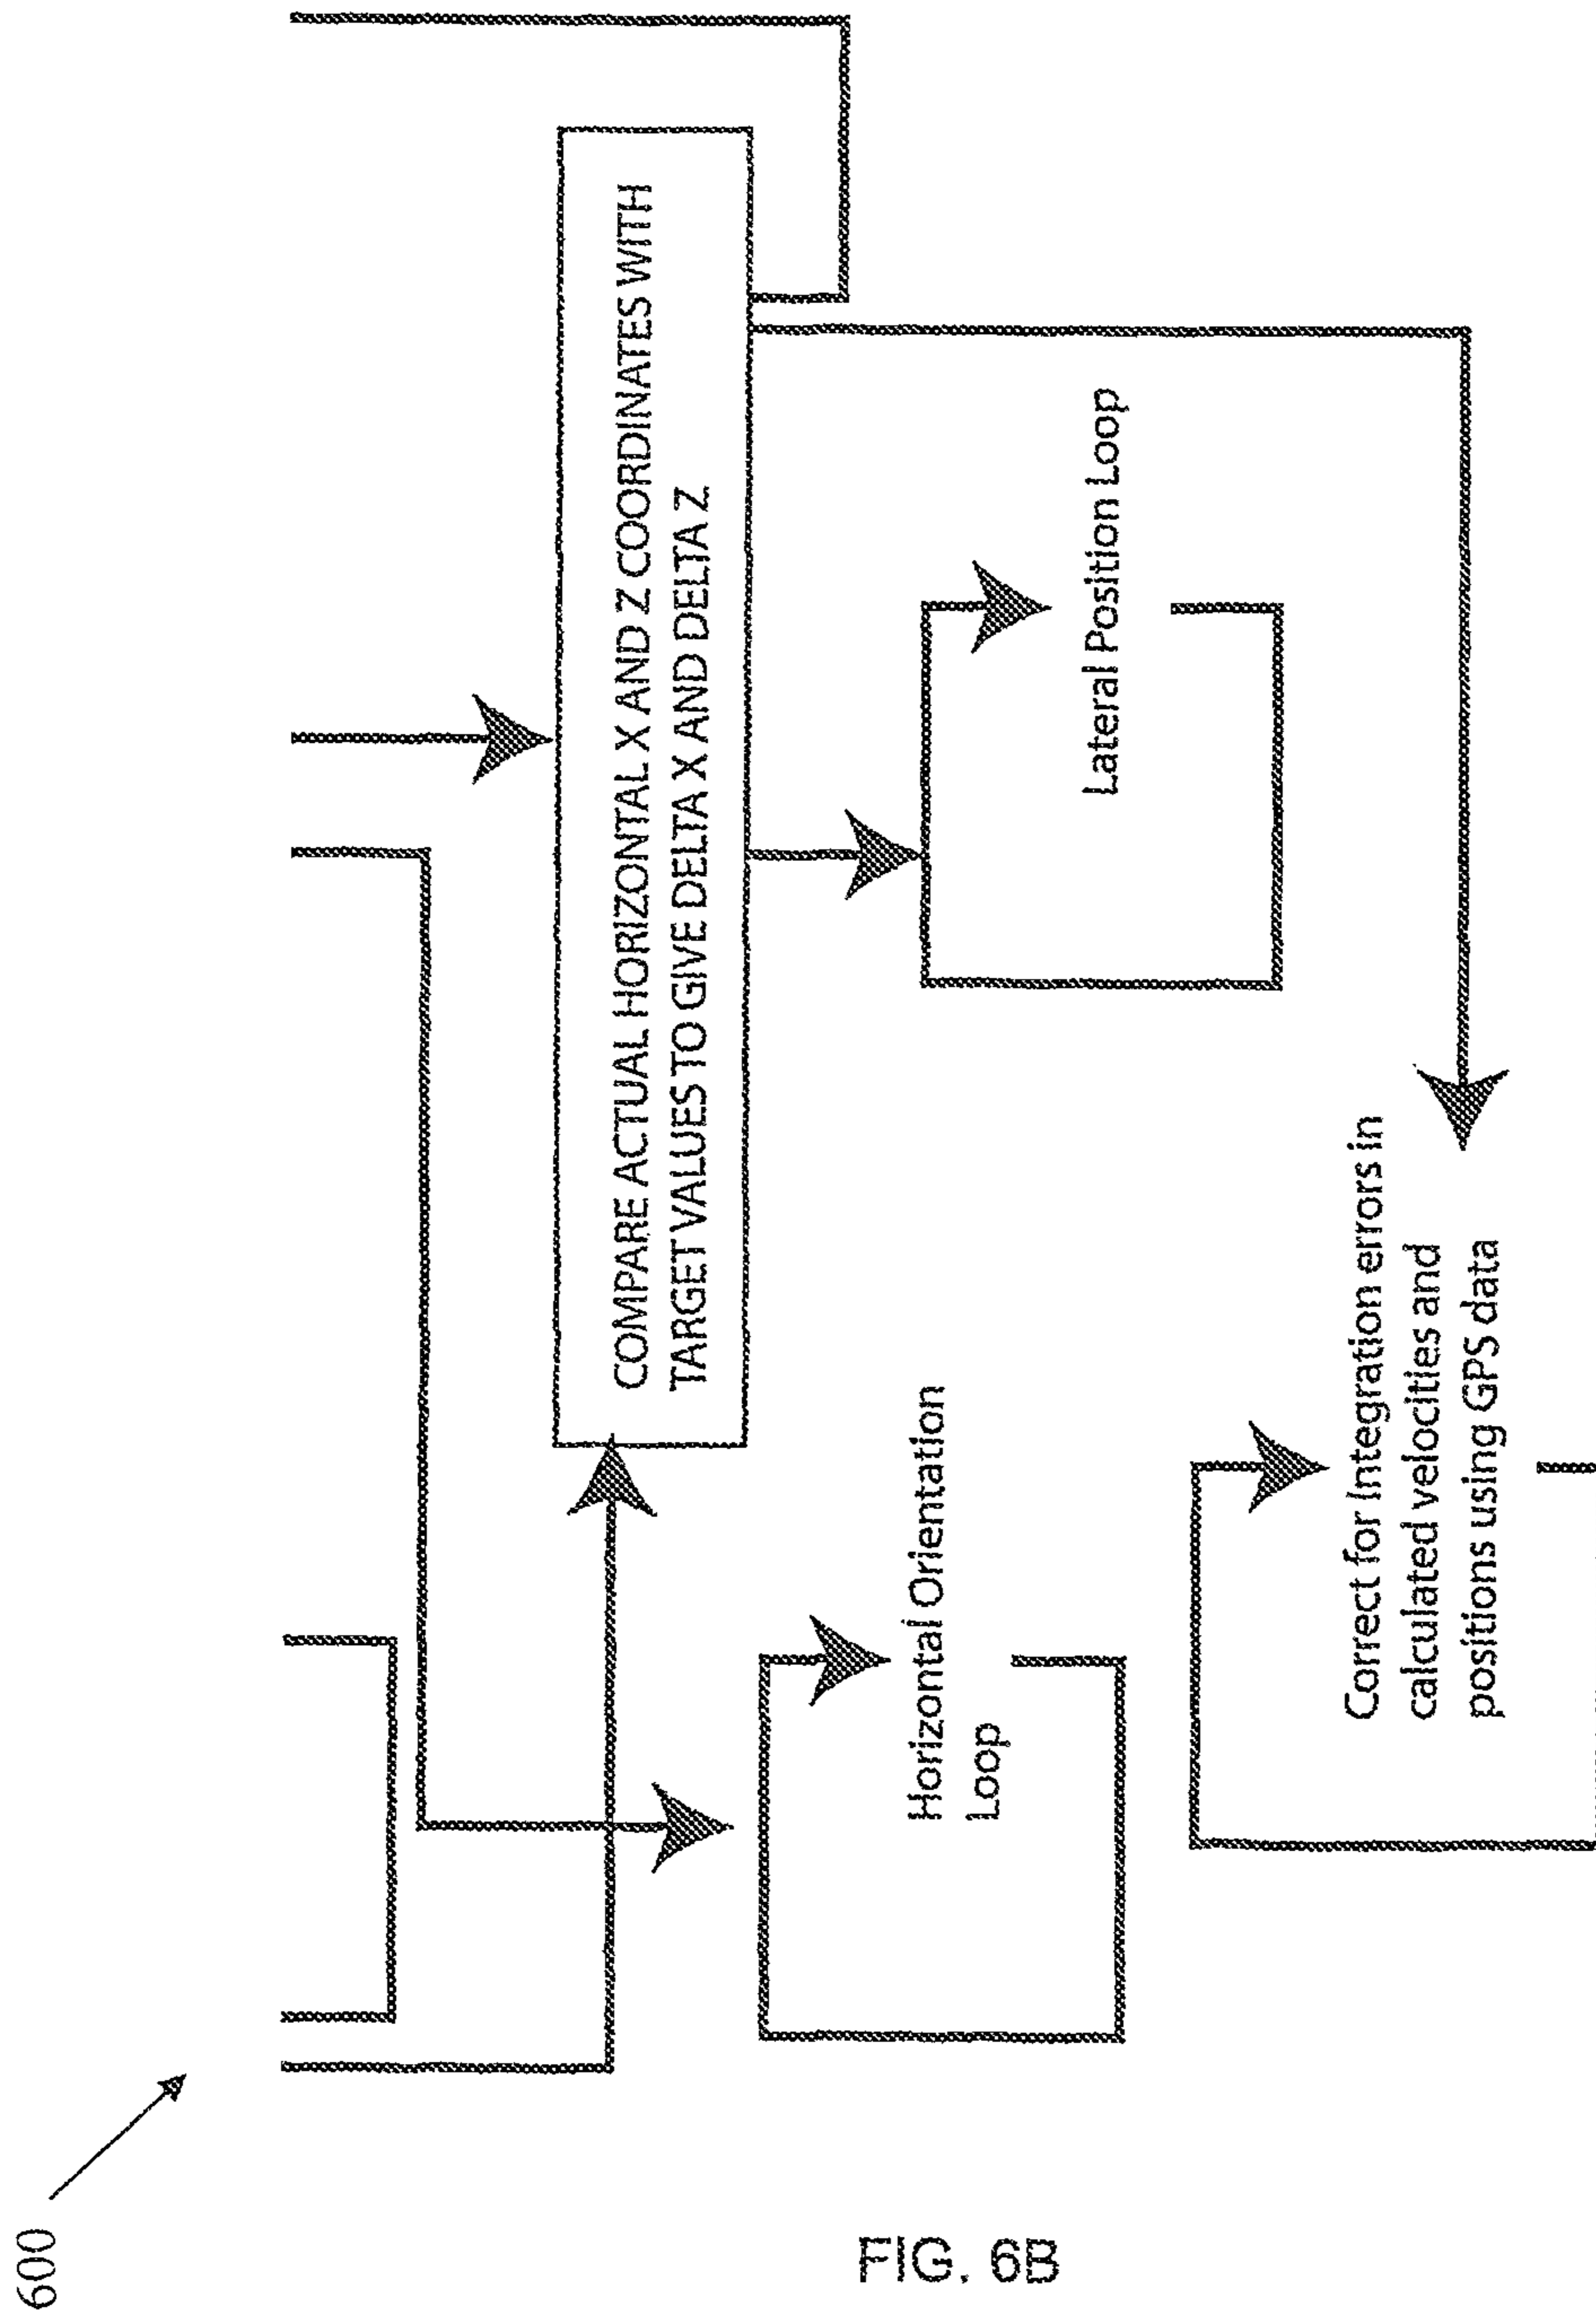 600
COMPARE ACTUAL HORIZONTAL X AND Z COORDINATES WITH
TARGET VALUES TO GIVE DELTA X AND DELTA Z
Lateral Position Loop
Horizontal Orientation
Loop
Correct for Integration errors in
calculated velocities and
positions using GPS data
FIG. 6B